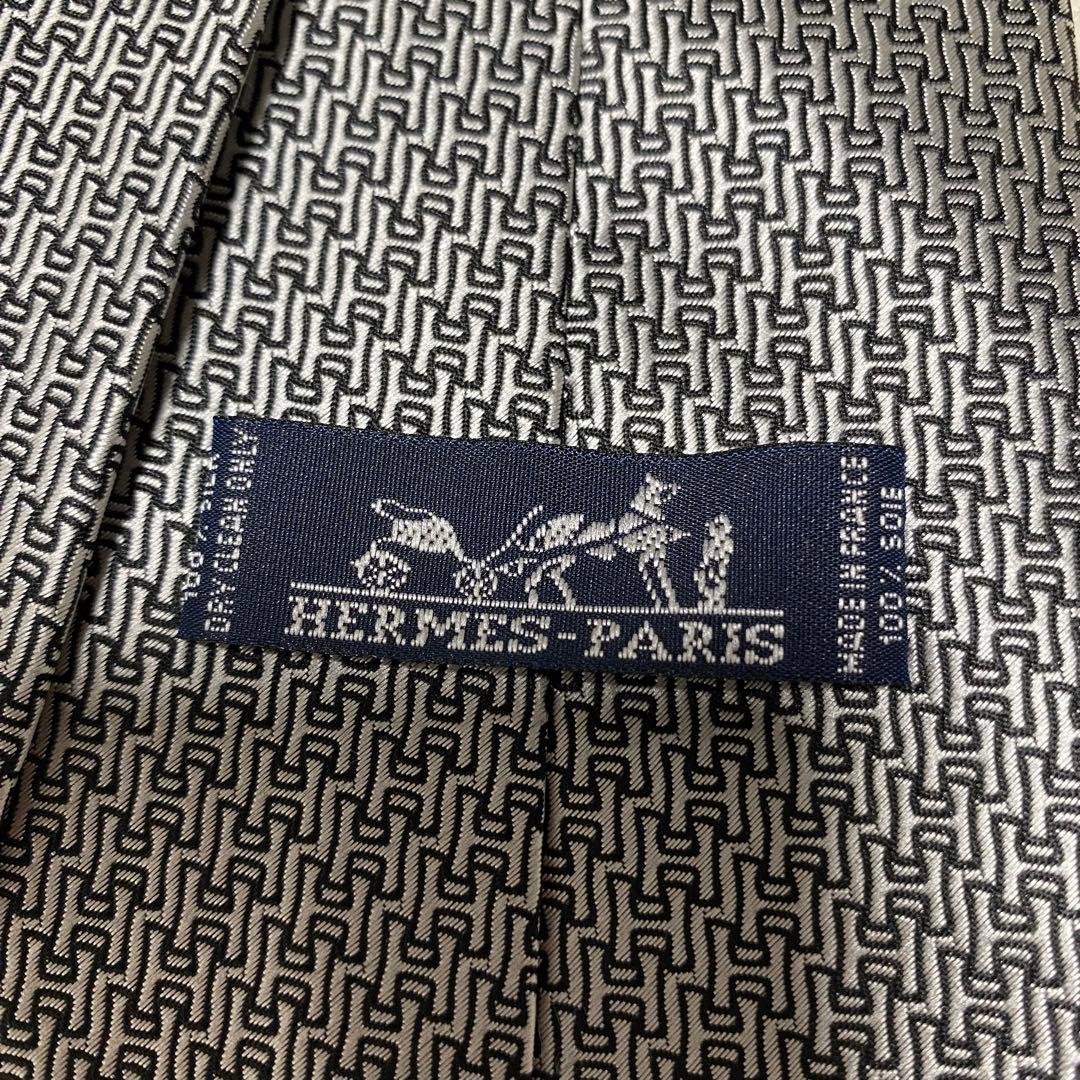 DRY CLEAN ONLY
HERMES-PARIS
MADE IN FRANCE
100% SOIE